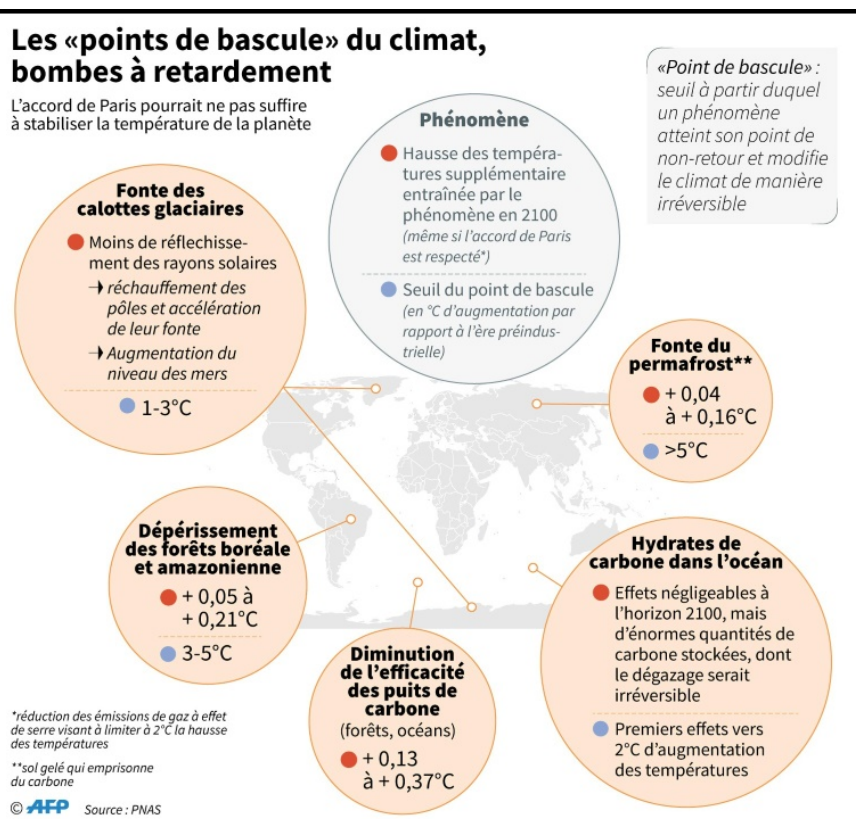 Les «points de bascule» du climat,
bombes à retardement
L'accord de Paris pourrait ne pas suffire
à stabiliser la température de la planète
«Point de bascule» :
seuil à partir duquel
un phénomène
atteint son point de
non-retour et modifie
le climat de manière
irréversible
Phénomène
Hausse des tempéra-
tures supplémentaire
entraînée par le
phénomène en 2100
(même si l'accord de Paris
est respecté*)
Seuil du point de bascule
(en °C d'augmentation par
rapport à l'ère préindus-
trielle)
Fonte des
calottes glaciaires
Moins de réflechisse-
ment des rayons solaires
→ réchauffement des
pôles et accélération
de leur fonte
→ Augmentation du
niveau des mers
1-3°C
Fonte du
permafrost**
+ 0,04
à + 0,16°C
>5°C
Dépérissement
des forêts boréale
et amazonienne
+ 0,05 à
+ 0,21°C
3-5°C
Diminution
de l'efficacité
des puits de
carbone
(forêts, océans)
+ 0,13
à + 0,37°C
Hydrates de
carbone dans l'océan
Effets négligeables à
l'horizon 2100, mais
d'énormes quantités de
carbone stockées, dont
le dégazage serait
irréversible
Premiers effets vers
2°C d'augmentation
des températures
*réduction des émissions de gaz à effet
de serre visant à limiter à 2°C la hausse
des températures
**sol gelé qui emprisonne
du carbone
© AFP Source : PNAS